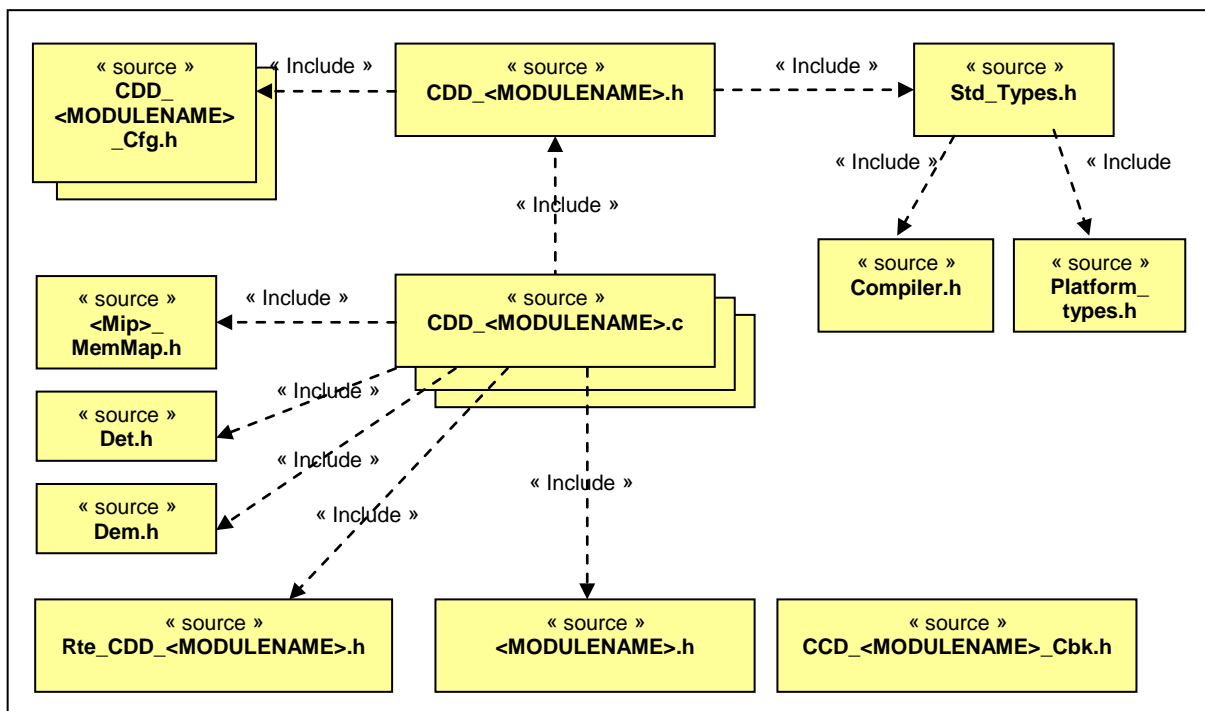 « source »
CDD_
<MODULENAME>
_Cfg.h
« Include »
« source »
CDD_<MODULENAME>.h
« Include »
« source »
Std_Types.h
« Include »
« Include
« Include »
« source »
Compiler.h
« source »
Platform_
types.h
« source »
<Mip>_
MemMap.h
« Include »
« source »
CDD_<MODULENAME>.c
« source »
Det.h
« Include »
« source »
Dem.h
« Include »
« Include »
« Include »
« source »
Rte_CDD_<MODULENAME>.h
« source »
<MODULENAME>.h
« source »
CCD_<MODULENAME>_Cbk.h